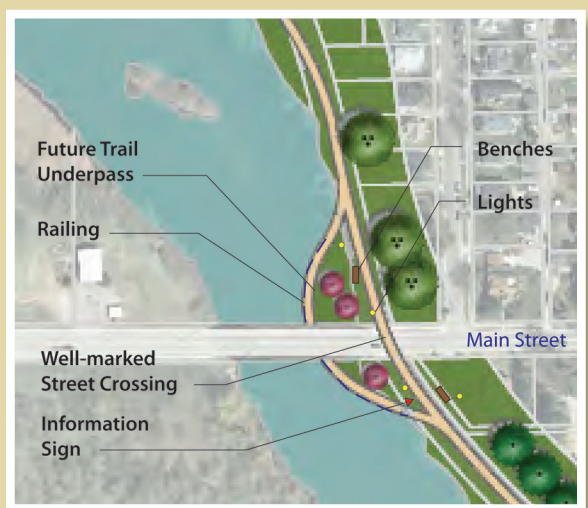 Future Trail
Underpass
Benches
Lights
Railing
Main Street
Well-marked
Street Crossing
Information
Sign